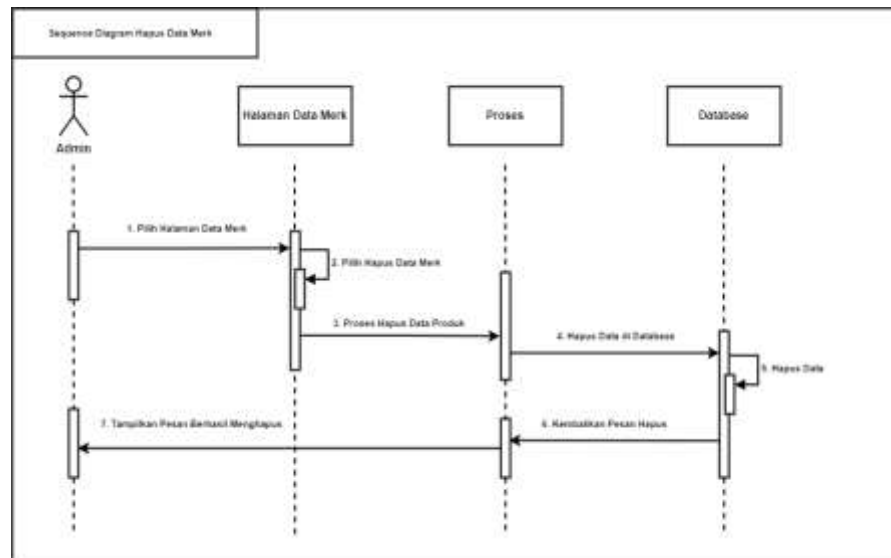 Sequence Diagram Hapus Data Merk
Admin
Halaman Data Merk
Proses
Database
1. Pilih Halaman Data Merk
2. Pilih Hapus Data Merk
3. Proses Hapus Data Produk
4. Hapus Data di Database
5. Hapus Data
6. Kembalikan Pesan Hapus
7. Tampilkan Pesan Berhasil Menghapus